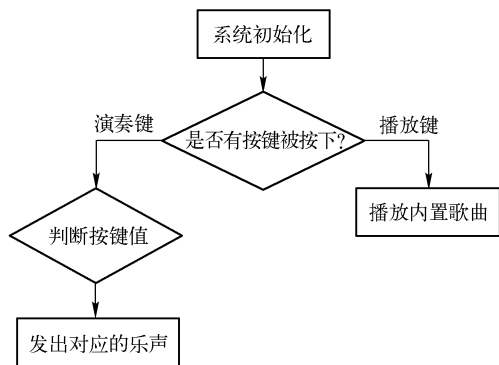 系统初始化
演奏键
是否有按键被按下?
播放键
播放内置歌曲
判断按键值
发出对应的乐声